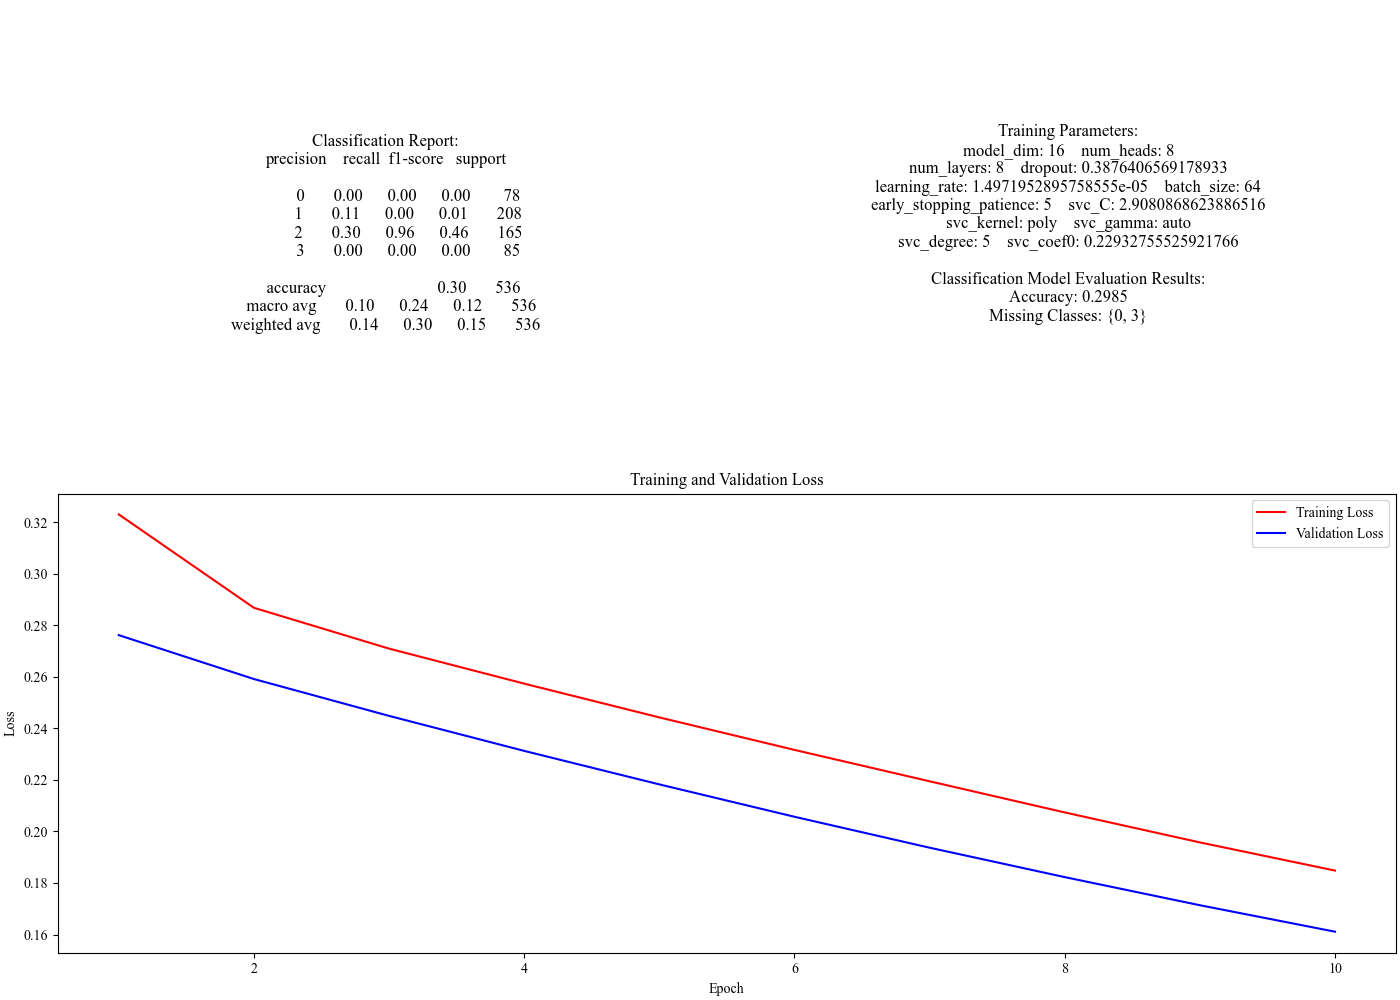 Classification Report:
precision recall f1-score support
0 0.00 0.00 0.00 78
1 0.11 0.00 0.01 208
2 0.30 0.96 0.46 165
3 0.00 0.00 0.00 85
accuracy 0.30 536
macro avg 0.10 0.24 0.12 536
weighted avg 0.14 0.30 0.15 536
Training Parameters:
model_dim: 16 num_heads: 8
num_layers: 8 dropout: 0.3876406569178933
learning_rate: 1.4971952895758555e-05 batch_size: 64
early_stopping_patience: 5 svc_C: 2.9080868623886516
svc_kernel: poly svc_gamma: auto
svc_degree: 5 svc_coef0: 0.22932755525921766
Classification Model Evaluation Results:
Accuracy: 0.2985
Missing Classes: {0, 3}
Training and Validation Loss
Training Loss
Validation Loss
Loss
0.32
0.30
0.28
0.26
0.24
0.22
0.20
0.18
0.16
2 4 6 8 10
Epoch